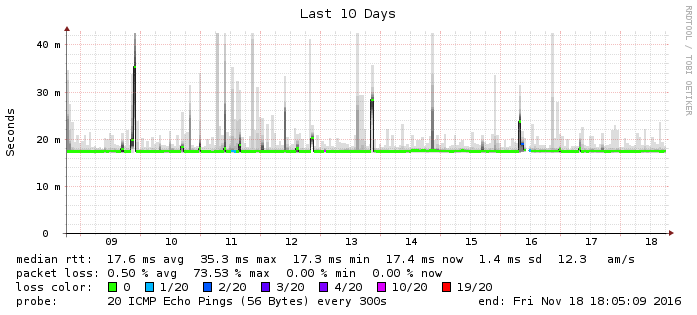 Last 10 Days
RRDTOOL / TOBI OETIKER
Seconds
40 m
30 m
20 m
10 m
0
09 10 11 12 13 14 15 16 17 18
median rtt: 17.6 ms avg 35.3 ms max 17.3 ms min 17.4 ms now 1.4 ms sd 12.3 am/s
packet loss: 0.50 % avg 73.53 % max 0.00 % min 0.00 % now
loss color: 0 1/20 2/20 3/20 4/20 10/20 19/20
probe: 20 ICMP Echo Pings (56 Bytes) every 300s end: Fri Nov 18 18:05:09 2016